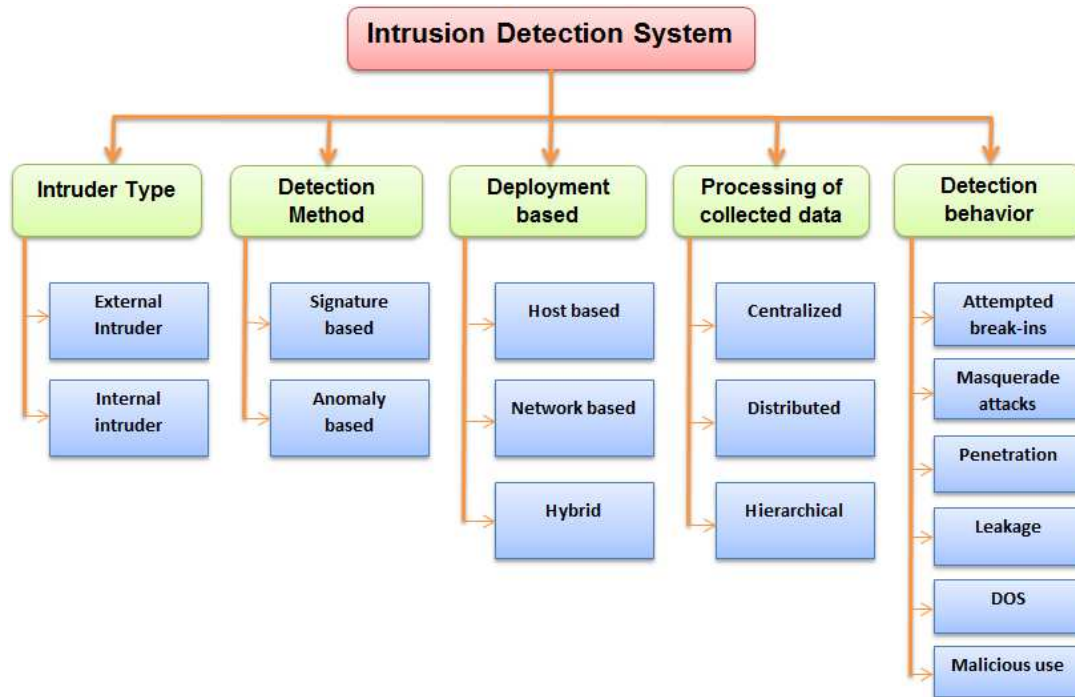 Intrusion Detection System
Intruder Type
External
Intruder
Internal
intruder
Detection
Method
Signature
based
Anomaly
based
Deployment
based
Host based
Network based
Hybrid
Processing of
collected data
Centralized
Distributed
Hierarchical
Detection
behavior
Attempted
break-ins
Masquerade
attacks
Penetration
Leakage
DOS
Malicious use